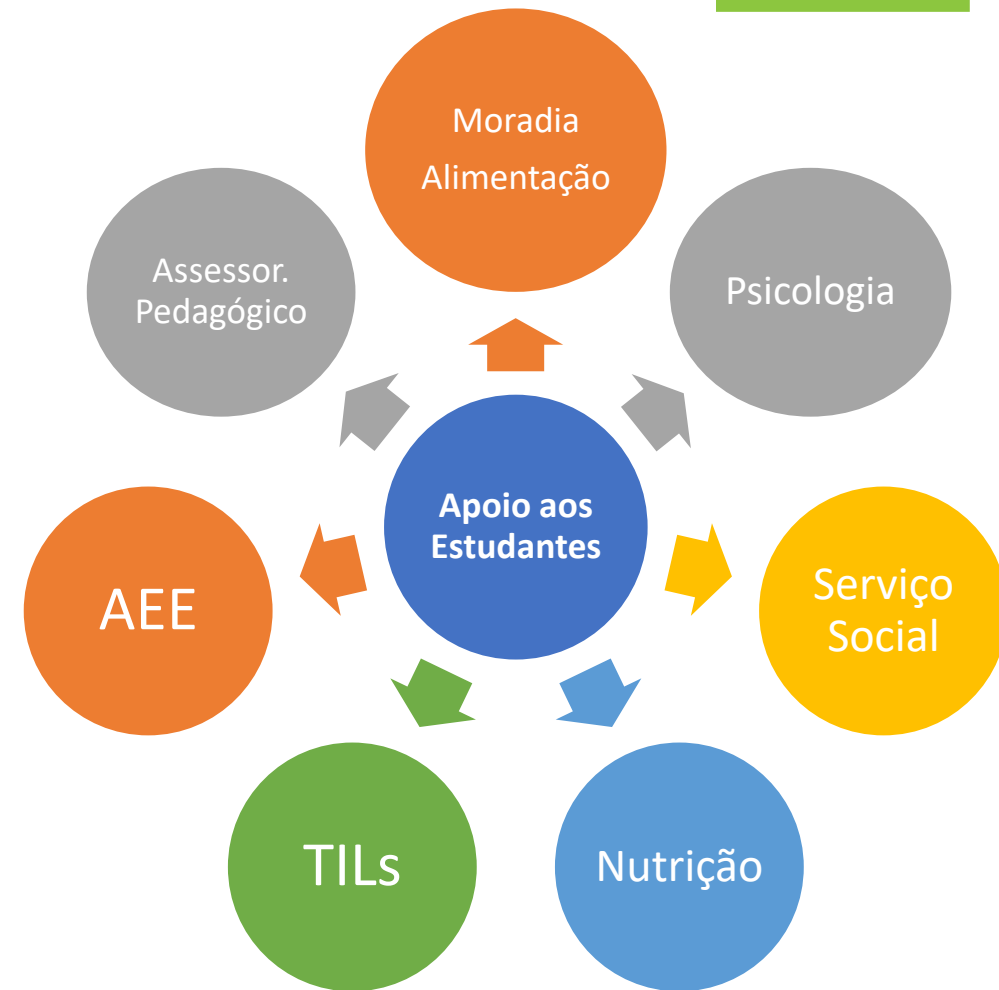 Moradia
Alimentação
Psicologia
Serviço
Social
Nutrição
TILs
AEE
Assessor.
Pedagógico
Apoio aos
Estudantes